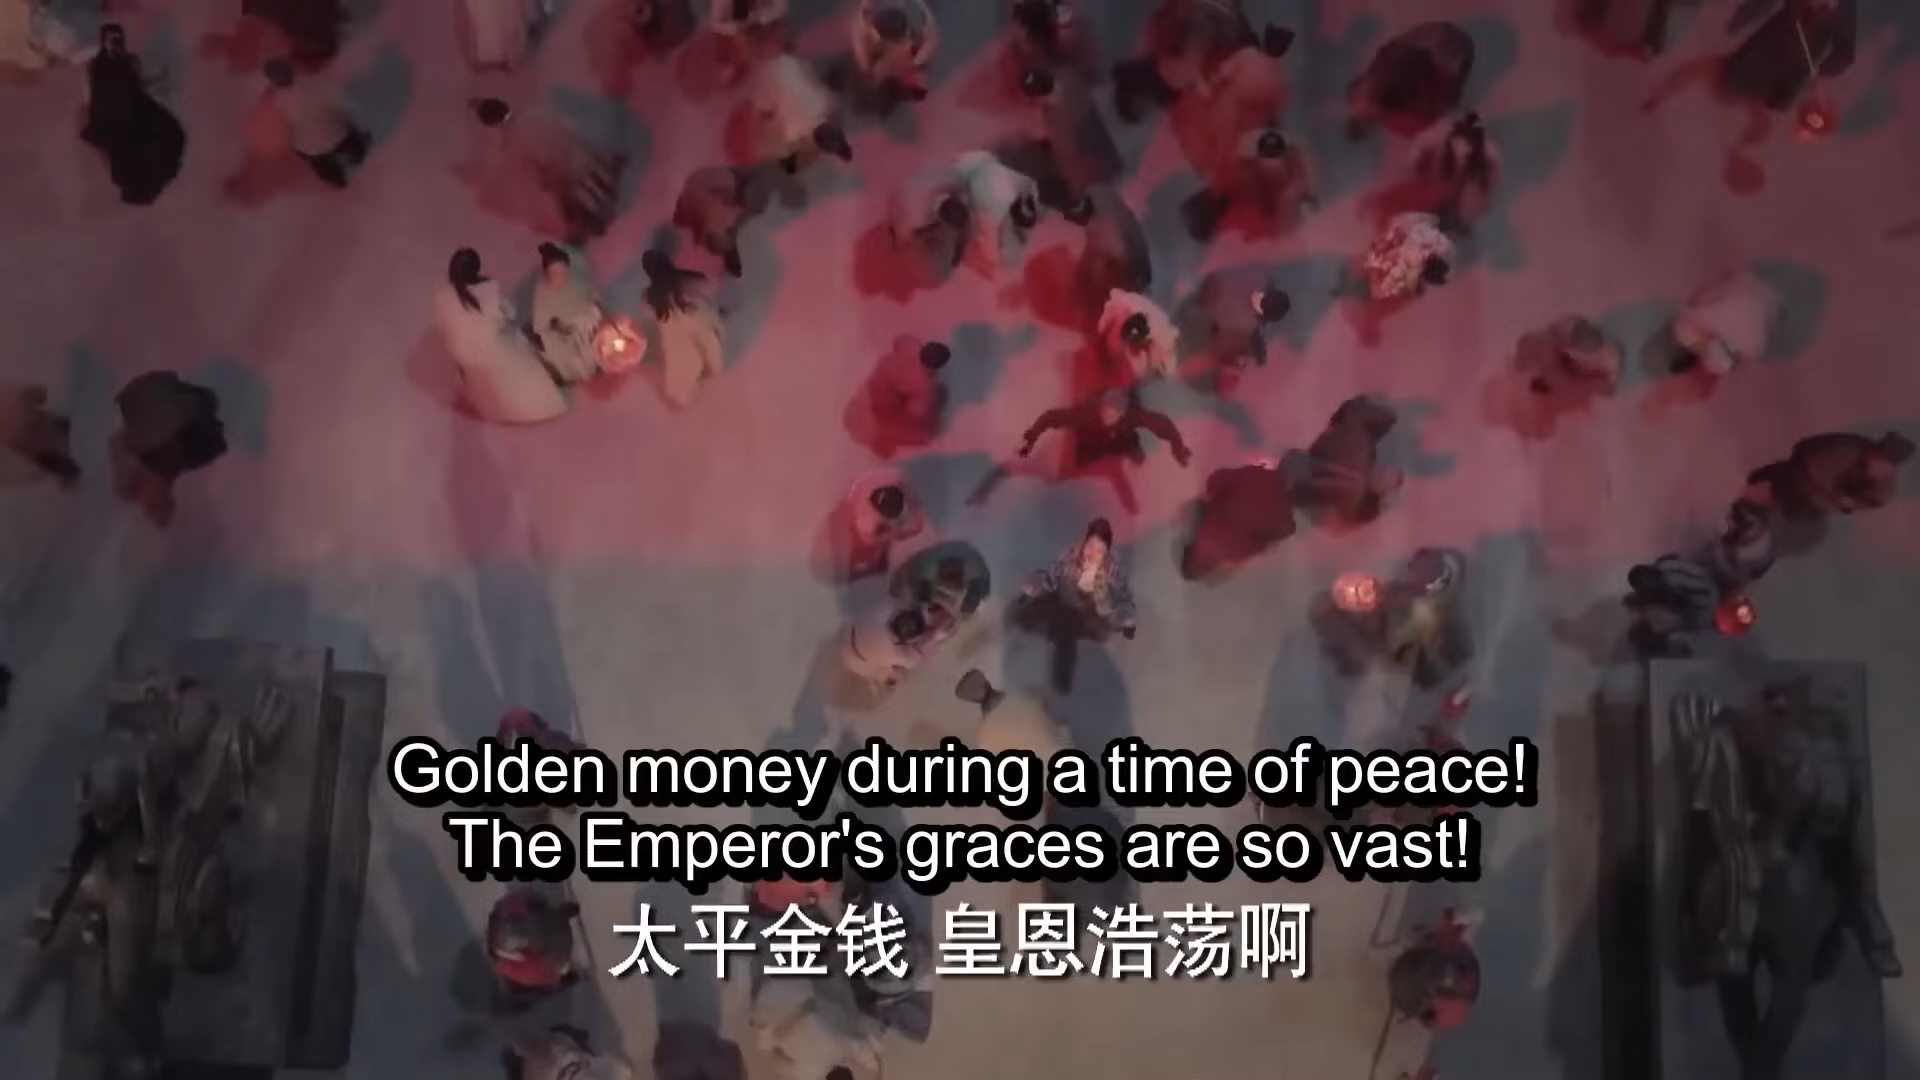 Golden money during a time of peace!
The Emperor's graces are so vast!
太平金钱 皇恩浩荡啊